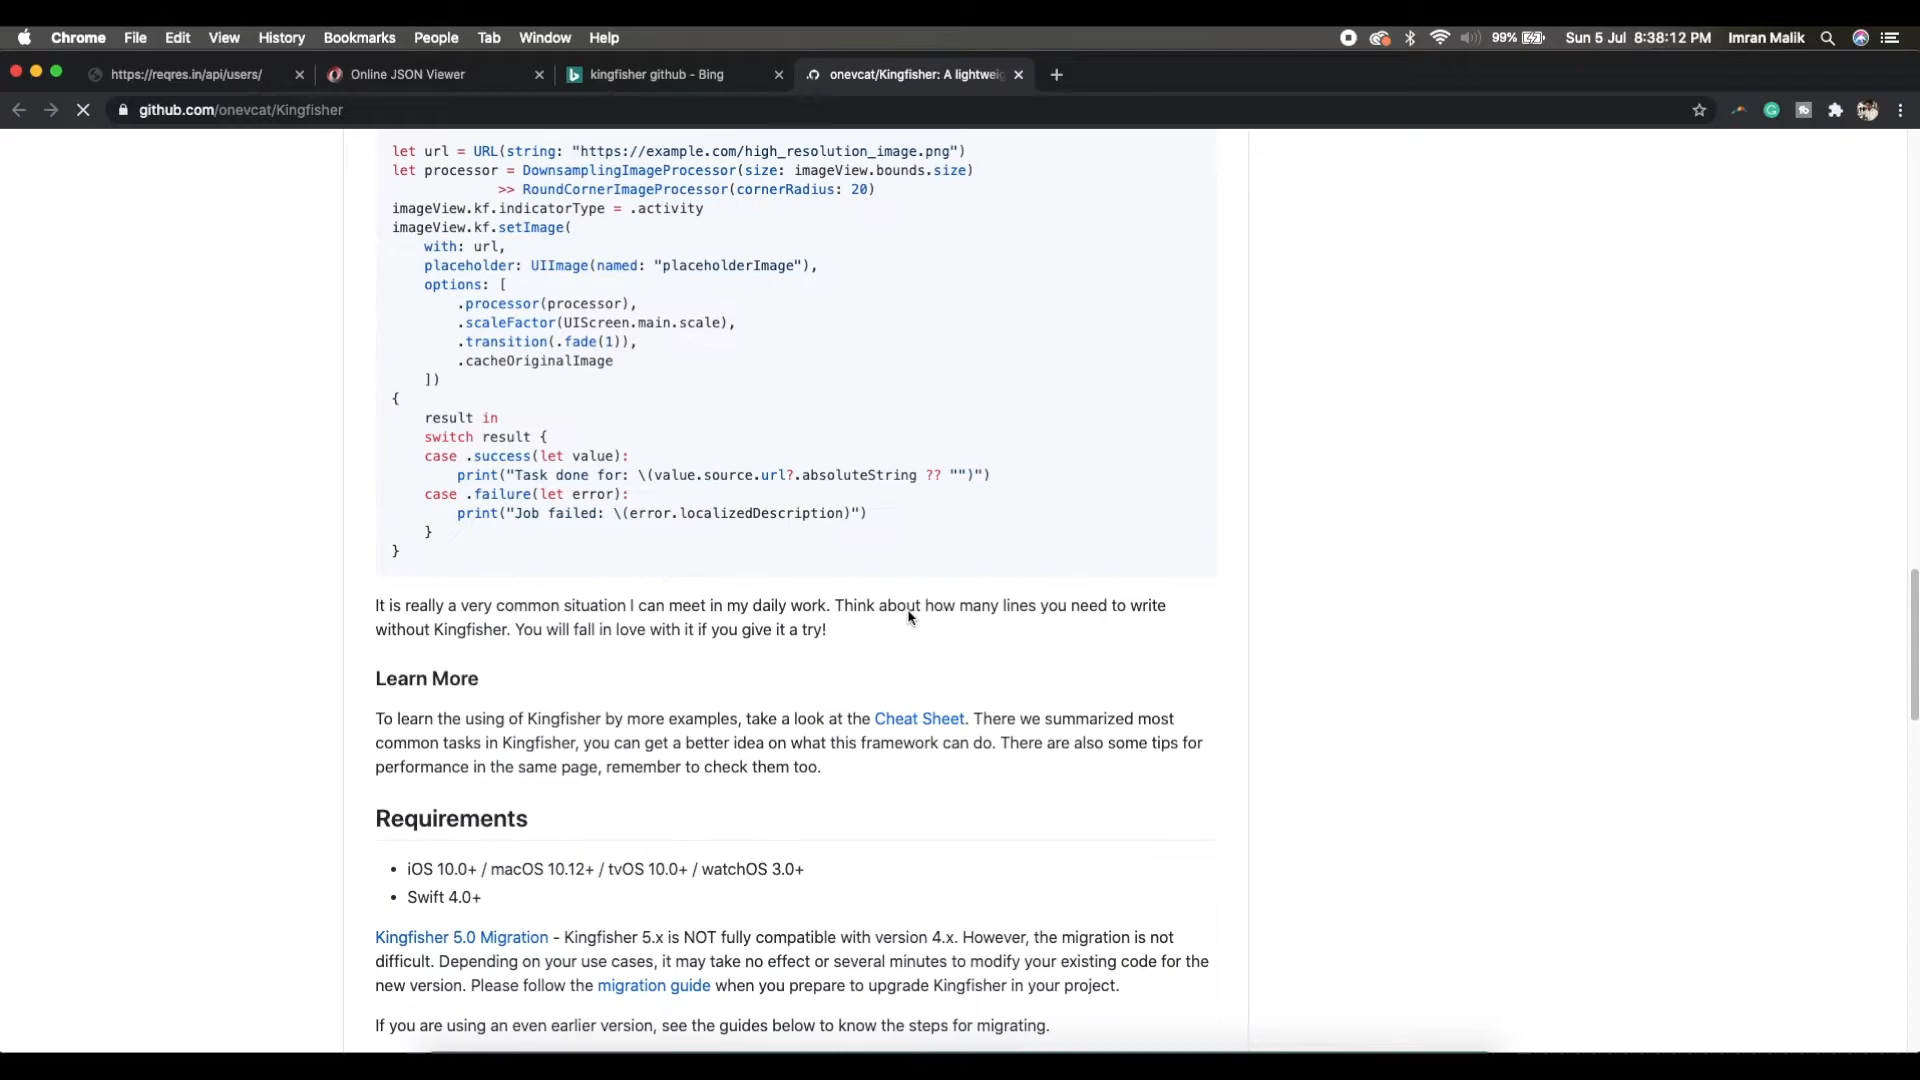 Chrome File Edit View History Bookmarks People Tab Window Help 99% Sun 5 Jul 8:38:12 PM Imran Malik
https://reqres.in/api/users/ Online JSON Viewer kingfisher github - Bing onevcat/Kingfisher: A lightwei
github.com/onevcat/Kingfisher
let url = URL(string: "https://example.com/high_resolution_image.png")
let processor = DownsamplingImageProcessor(size: imageView.bounds.size)
>> RoundCornerImageProcessor(cornerRadius: 20)
imageView.kf.indicatorType = .activity
imageView.kf.setImage(
with: url,
placeholder: UIImage(named: "placeholderImage"),
options: [
.processor(processor),
.scaleFactor(UIScreen.main.scale),
.transition(.fade(1)),
.cacheOriginalImage
])
{
result in
switch result {
case .success(let value):
print("Task done for: \(value.source.url?.absoluteString ?? "")")
case .failure(let error):
print("Job failed: \(error.localizedDescription)")
}
}
It is really a very common situation I can meet in my daily work. Think about how many lines you need to write
without Kingfisher. You will fall in love with it if you give it a try!
Learn More
To learn the using of Kingfisher by more examples, take a look at the Cheat Sheet. There we summarized most
common tasks in Kingfisher, you can get a better idea on what this framework can do. There are also some tips for
performance in the same page, remember to check them too.
Requirements
• iOS 10.0+ / macOS 10.12+ / tvOS 10.0+ / watchOS 3.0+
• Swift 4.0+
Kingfisher 5.0 Migration - Kingfisher 5.x is NOT fully compatible with version 4.x. However, the migration is not
difficult. Depending on your use cases, it may take no effect or several minutes to modify your existing code for the
new version. Please follow the migration guide when you prepare to upgrade Kingfisher in your project.
If you are using an even earlier version, see the guides below to know the steps for migrating.